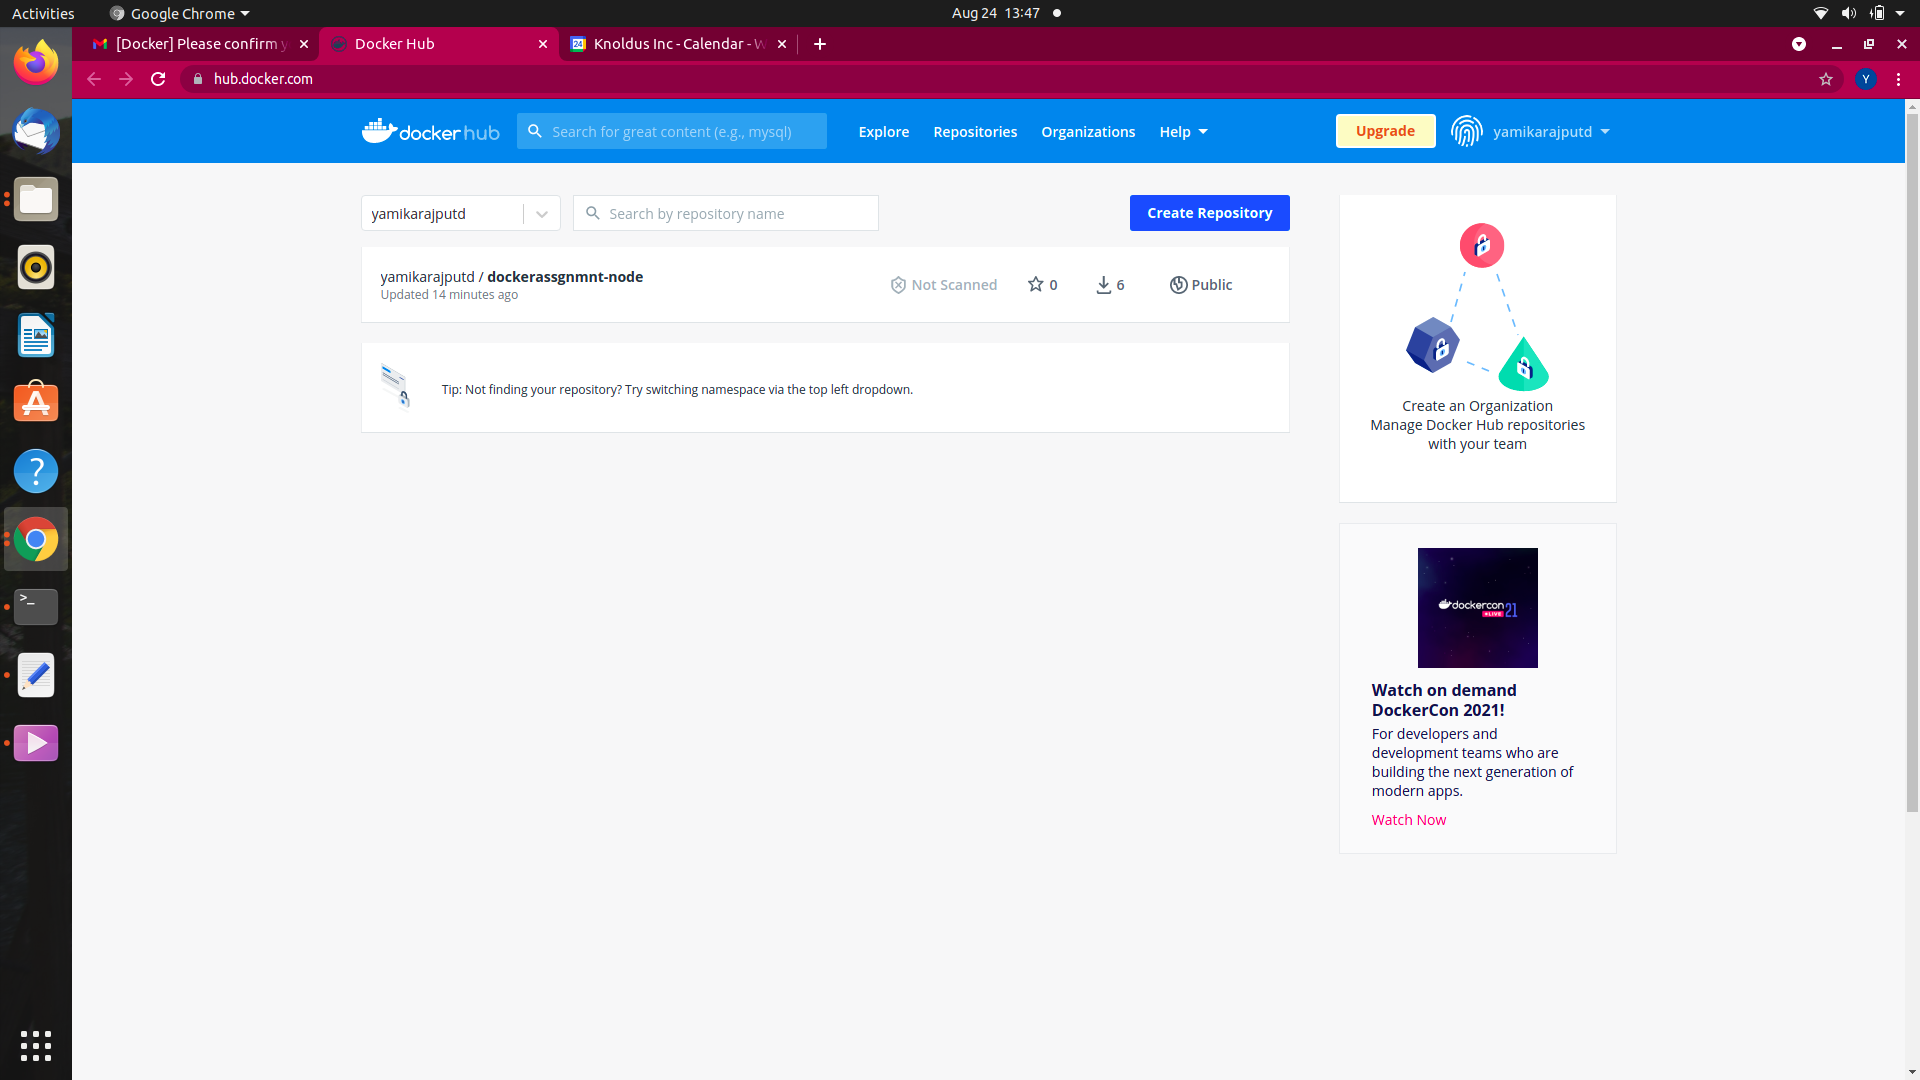 Activities
Google Chrome
Aug 24 13:47
[Docker] Please confirm y
Docker Hub
Knoldus Inc - Calendar - W
hub.docker.com
Y
docker hub
Search for great content (e.g., mysql)
Explore
Repositories
Organizations
Help
Upgrade
yamikarajputd
yamikarajputd
Search by repository name
Create Repository
yamikarajputd / dockerassgnmnt-node
Updated 14 minutes ago
Not Scanned
0
6
Public
Tip: Not finding your repository? Try switching namespace via the top left dropdown.
Create an Organization
Manage Docker Hub repositories
with your team
dockercon
LIVE 21
Watch on demand
DockerCon 2021!
For developers and
development teams who are
building the next generation of
modern apps.
Watch Now